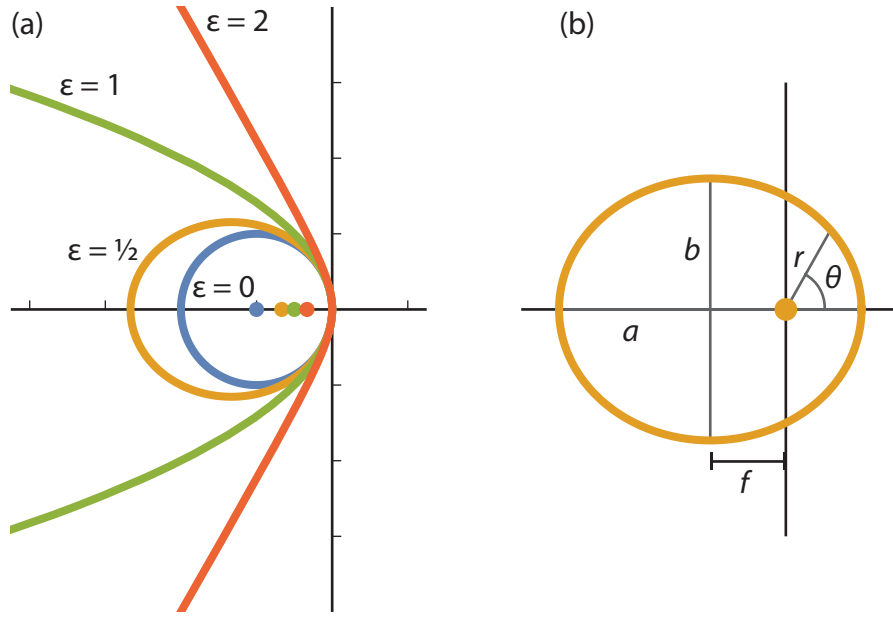 (a)
ε = 2
ε = 1
ε = ½
ε = 0
(b)
b
r
θ
a
f